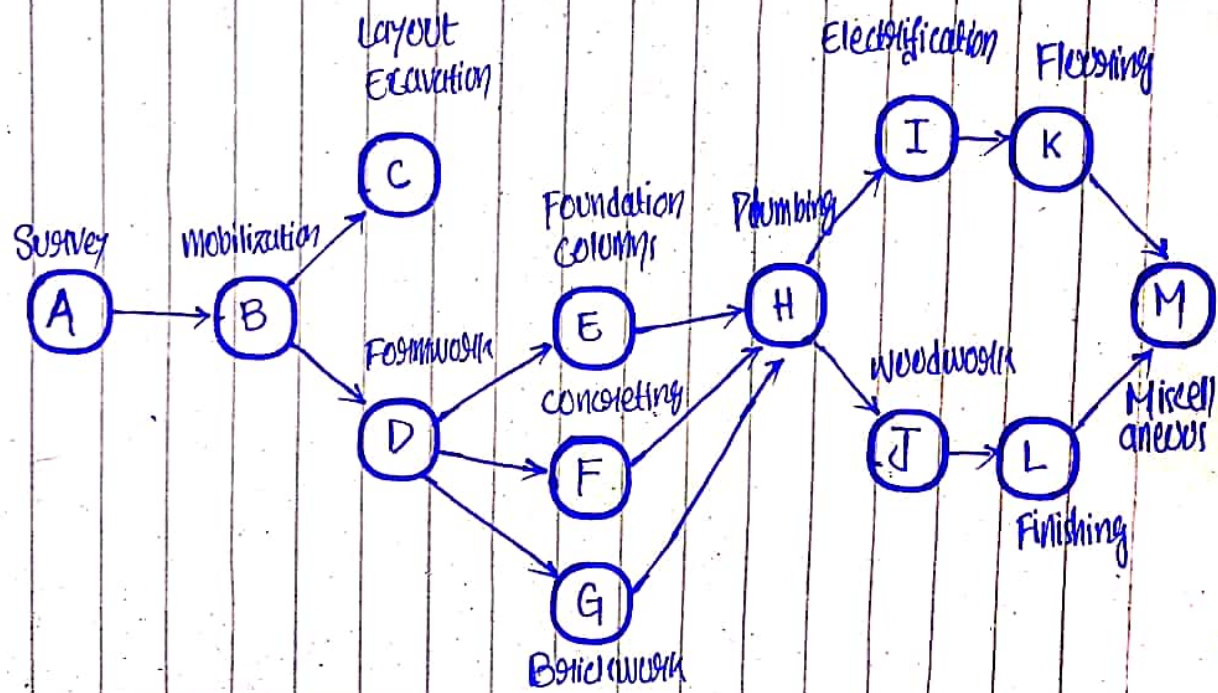 Layout
Excavation
Electrification
Flooring
C
I
K
Foundation
columns
Plumbing
Survey
Mobilization
A
B
E
H
M
Formwork
concreting
Woodwork
Miscell
aneous
D
F
J
L
Finishing
G
Brickwork